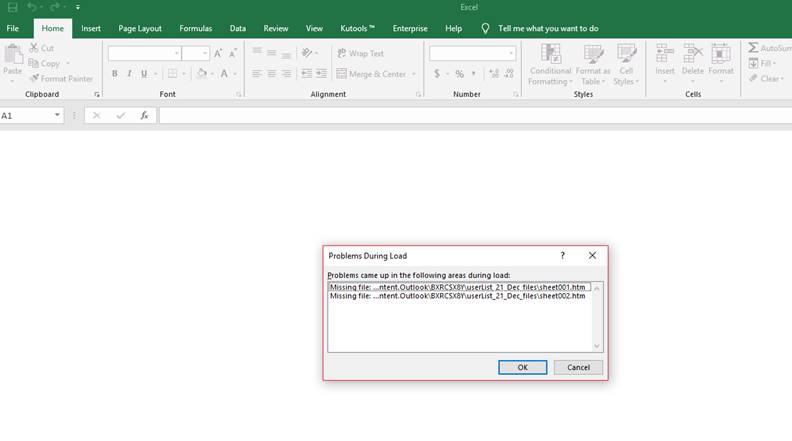 Excel
File Home Insert Page Layout Formulas Data Review View Kutools ™ Enterprise Help Tell me what you want to do
Paste
Cut
Copy
Format Painter
Clipboard
B I U
A A
A
Font
Wrap Text
Merge & Center
Alignment
$ % ,
Number
Conditional Formatting
Format as Table
Cell Styles
Styles
Insert Delete Format
Cells
AutoSum
Fill
Clear
A1
fx
Problems During Load ?
Problems came up in the following areas during load:
Missing file: ...ntent.Outlook\BXRCSX8Y\userList_21_Dec_files\sheet001.htm
Missing file: ...ntent.Outlook\BXRCSX8Y\userList_21_Dec_files\sheet002.htm
OK Cancel